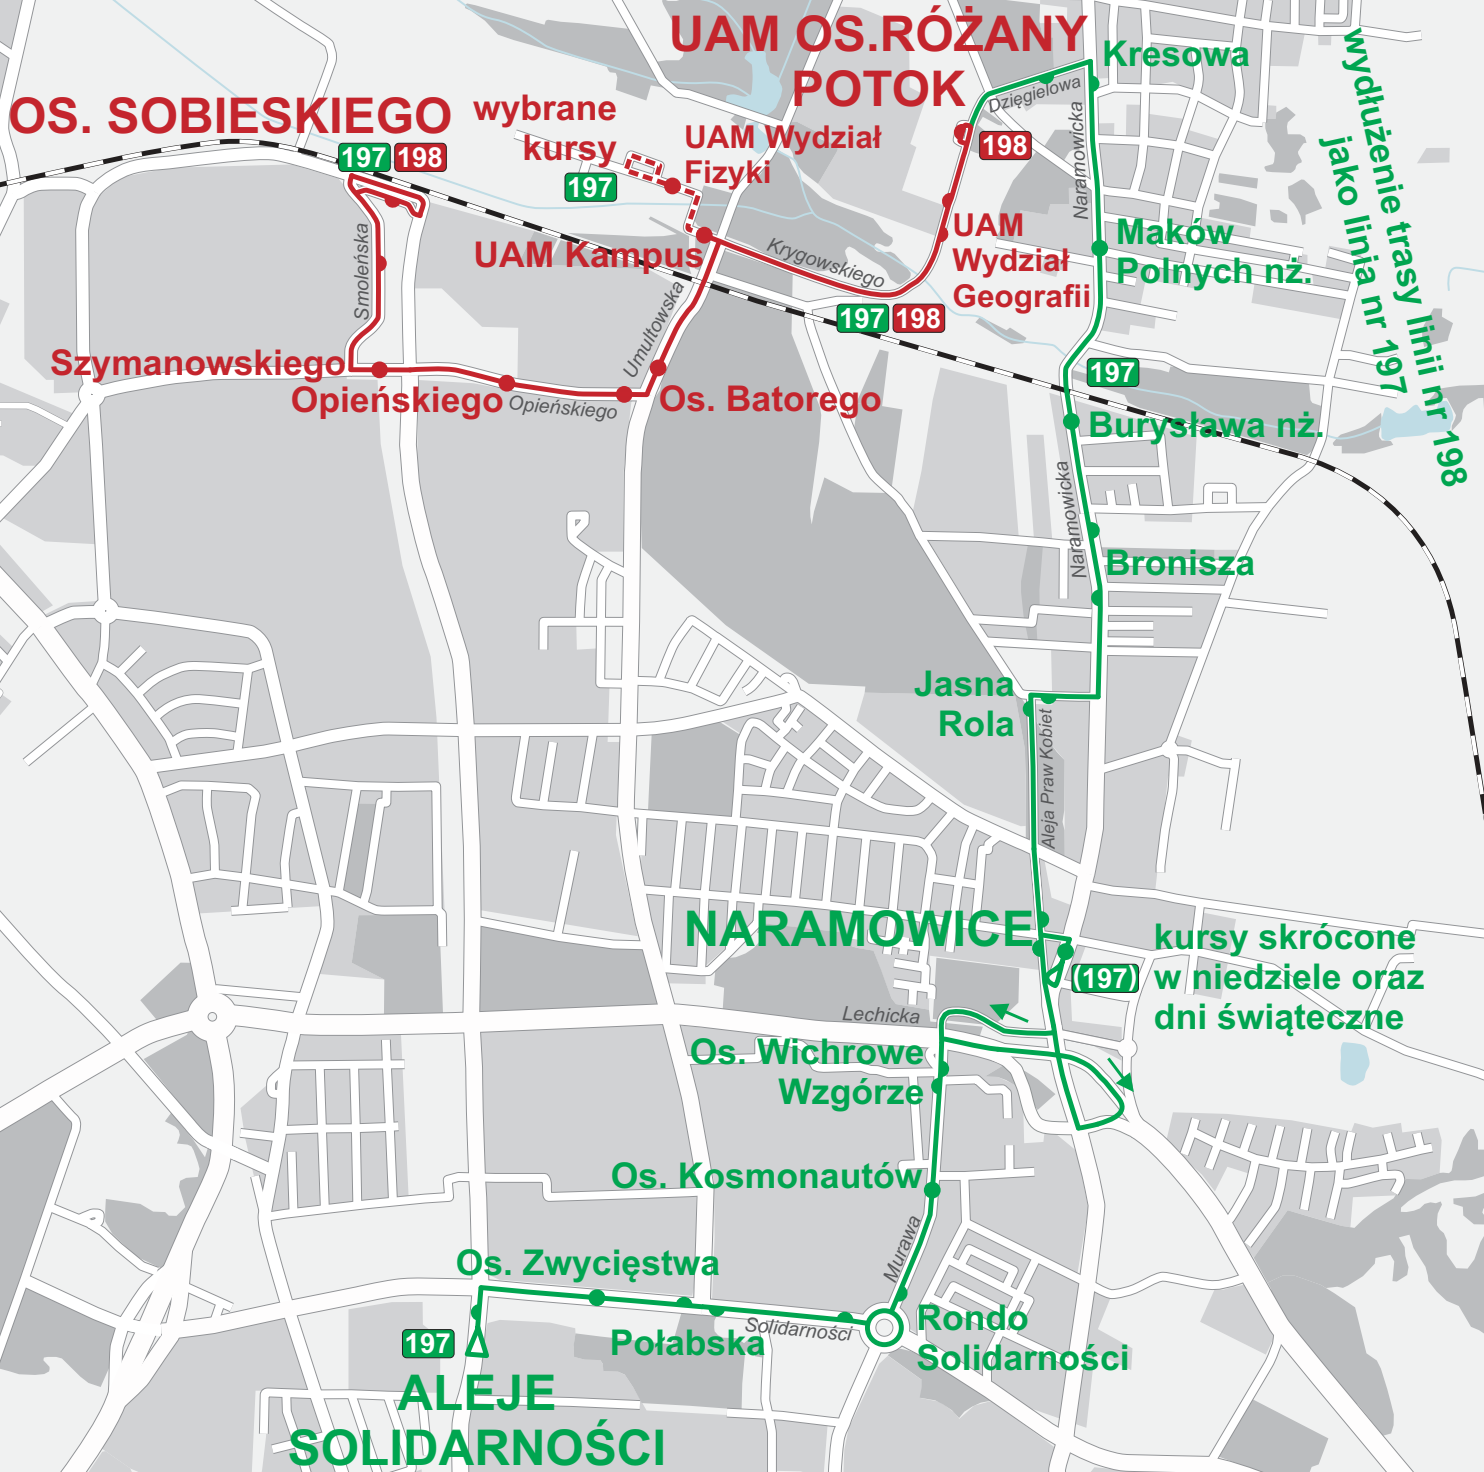 UAM OS.RÓŻANY
POTOK
Kresowa
Dzięgielowa
OS. SOBIESKIEGO
wybrane
kursy
UAM Wydział
Fizyki
197 198
197
198
Naramowicka
wydłużenie trasy linii nr 198
jako linia nr 197
UAM
Wydział
Geografii
Maków
Polnych nż.
UAM Kampus
Krygowskiego
Smoleńska
Umultowska
197 198
197
Szymanowskiego
Opieńskiego
Opieńskiego
Os. Batorego
Burysława nż.
Naramowicka
Bronisza
Jasna
Rola
Aleja Praw Kobiet
NARAMOWICE
(197)
kursy skrócone
w niedziele oraz
dni świąteczne
Lechicka
Os. Wichrowe
Wzgórze
Os. Kosmonautów
Murawa
Os. Zwycięstwa
Połabska
Solidarności
Rondo
Solidarności
197
ALEJE
SOLIDARNOŚCI